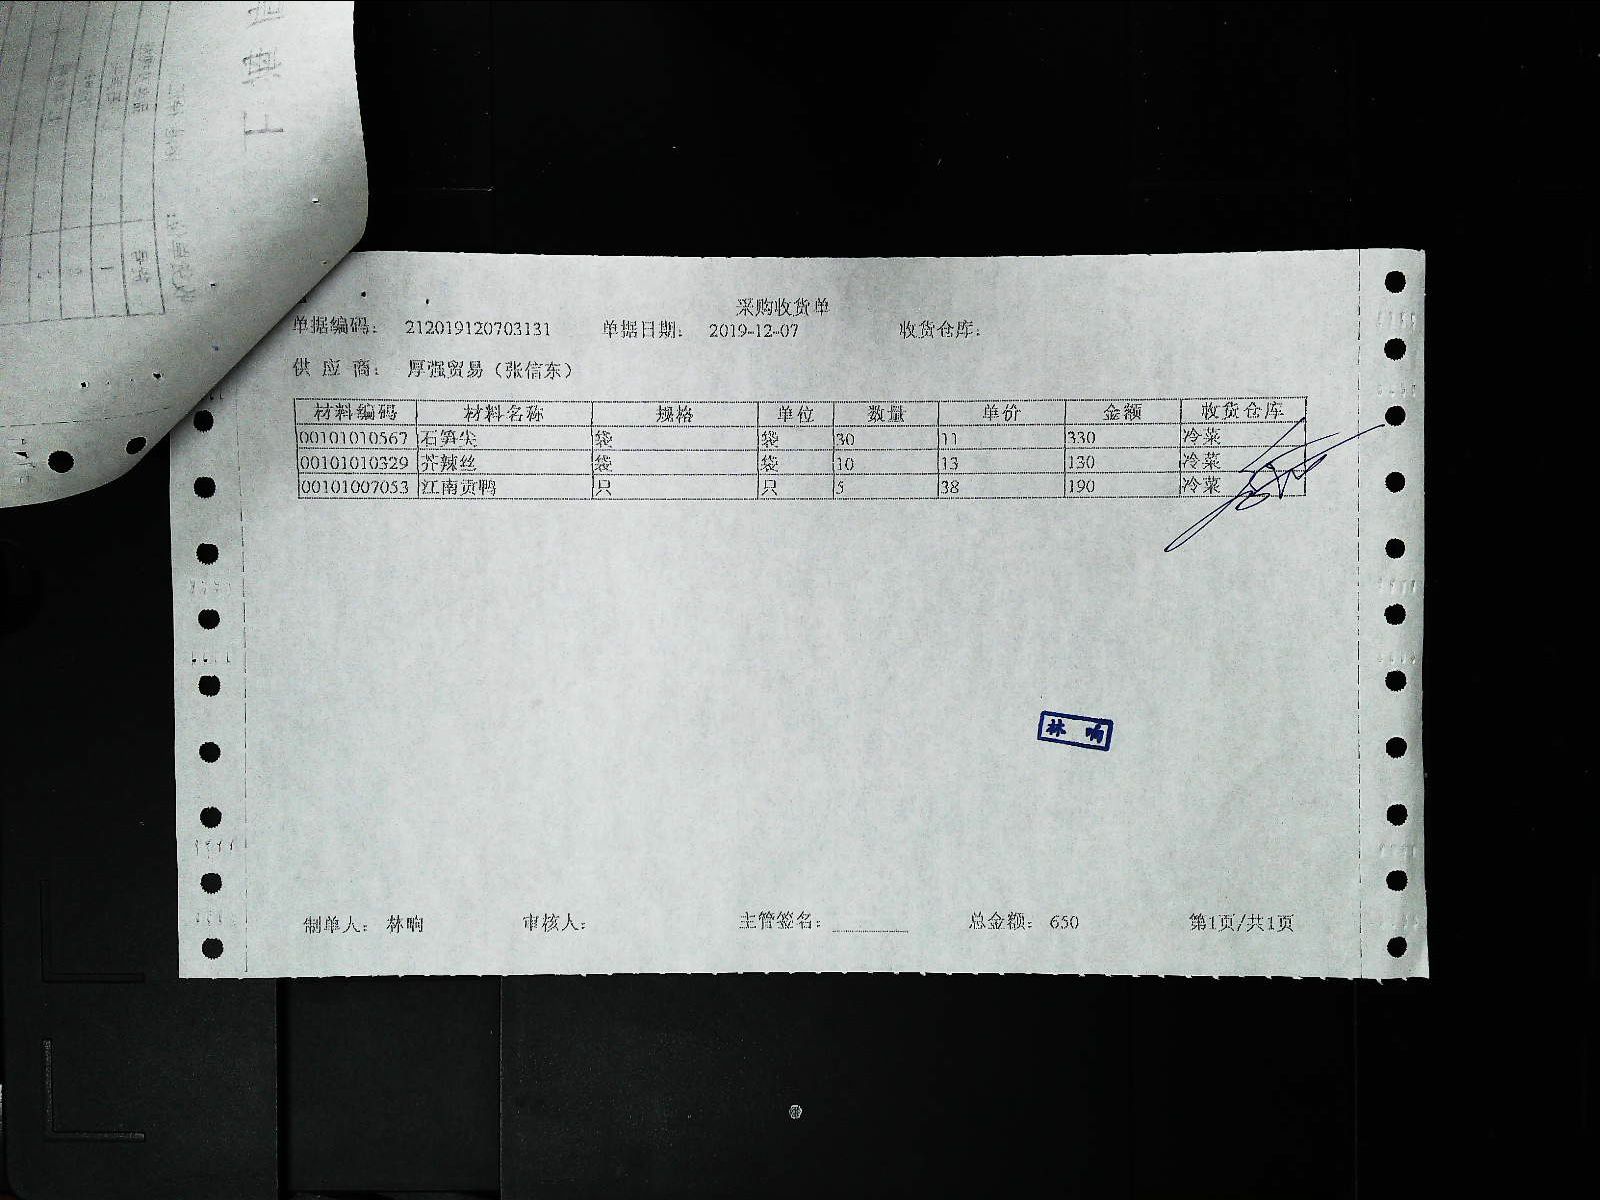 采购收货单
单据编码： 212019120703131 单据日期： 2019-12-07 收货仓库：
供 应 商： 厚强贸易（张信东）
材料编码 材料名称 规格 单位 数量 单价 金额 收货仓库
00101010567 石笋尖 袋 袋 30 11 330 冷菜
00101010329 芥辣丝 袋 袋 10 13 130 冷菜
00101007053 江南贡鸭 只 只 5 38 190 冷菜
林 响
制单人： 林响 审核人： 主管签名： 总金额： 650 第1页/共1页